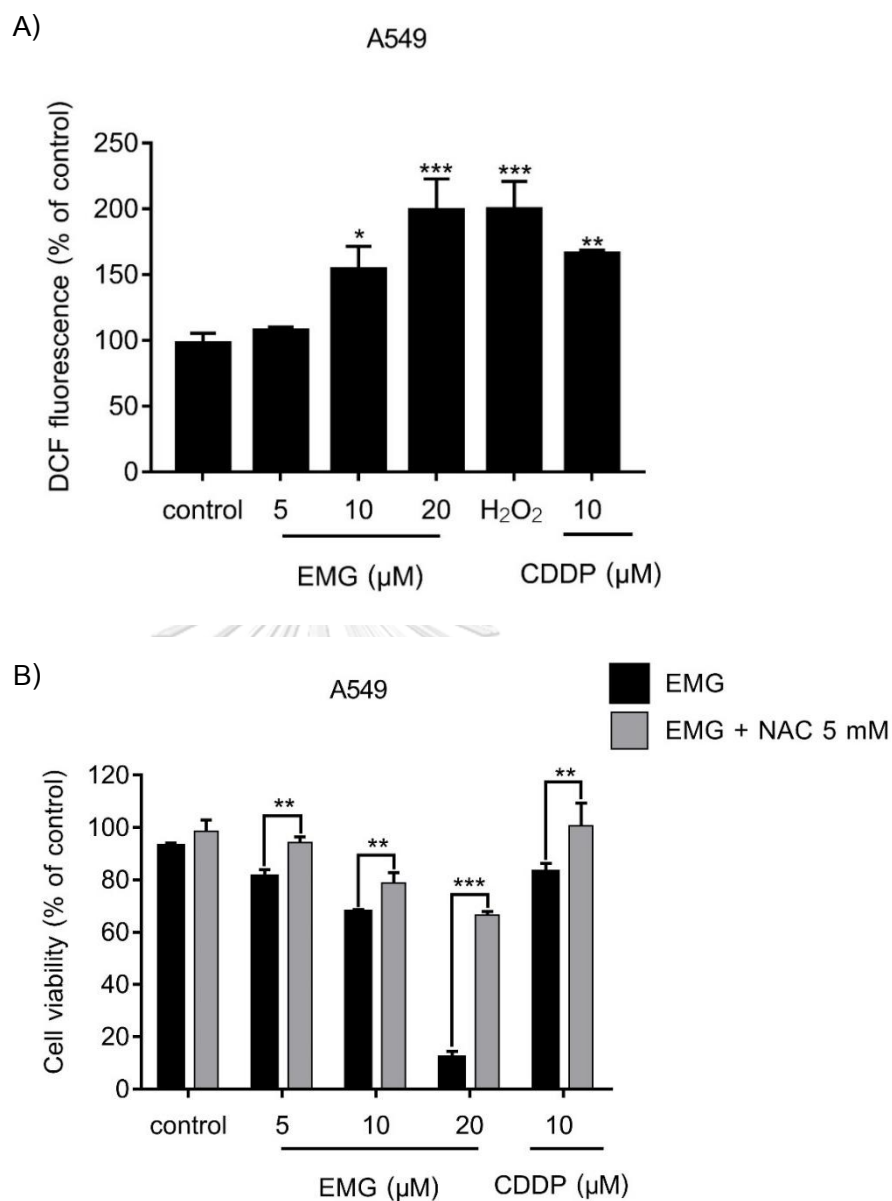 A)
A549
DCF fluorescence (% of control)
250
200
150
100
50
0
*
***
***
**
control 5 10 20 H₂O₂ 10
EMG (µM) CDDP (µM)
B)
A549
EMG
EMG + NAC 5 mM
Cell viability (% of control)
120
100
80
60
40
20
0
**
**
***
**
control 5 10 20 10
EMG (µM) CDDP (µM)